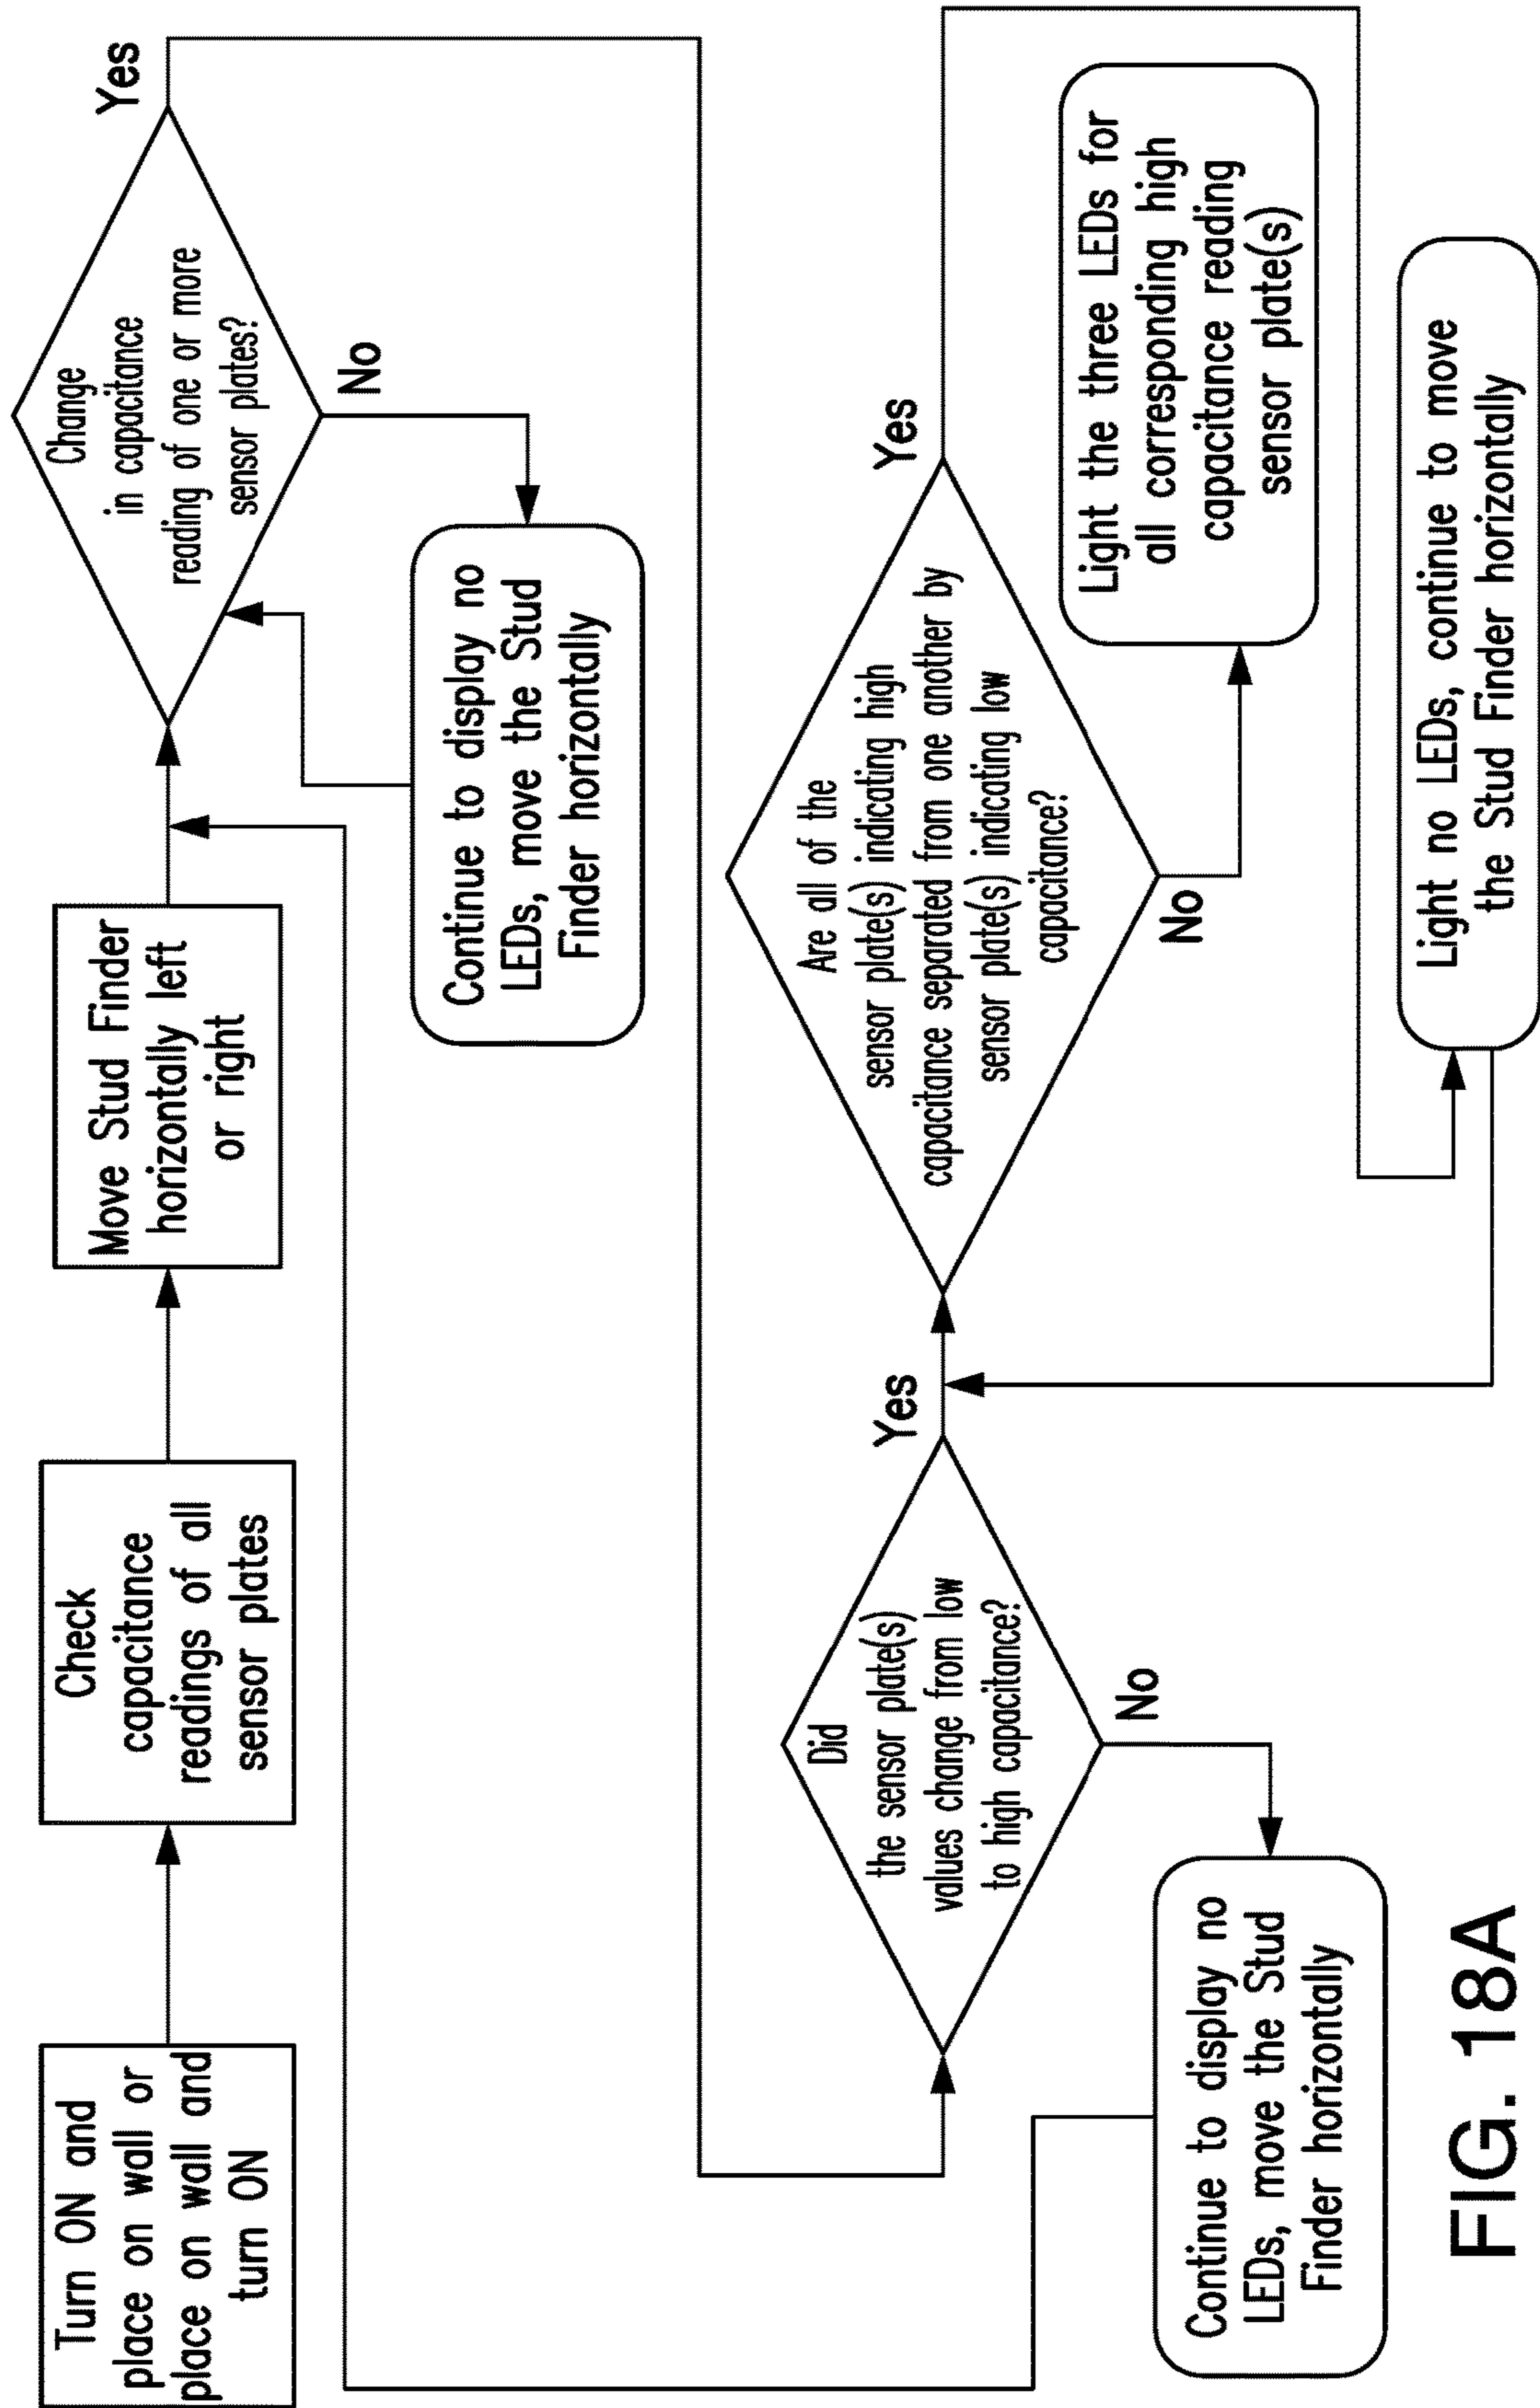 Turn ON and
place on wall or
place on wall and
turn ON
Check
capacitance
readings of all
sensor plates
Move Stud Finder
horizontally left
or right
Change
in capacitance
reading of one or more
sensor plates?
Yes
No
Continue to display no
LEDs, move the Stud
Finder horizontally
Did
the sensor plate(s)
values change from low
to high capacitance?
Yes
No
Continue to display no
LEDs, move the Stud
Finder horizontally
Are all of the
sensor plate(s) indicating high
capacitance separated from one another by
sensor plate(s) indicating low
capacitance?
Yes
No
Light the three LEDs for
all corresponding high
capacitance reading
sensor plate(s)
Light no LEDs, continue to move
the Stud Finder horizontally
FIG. 18A